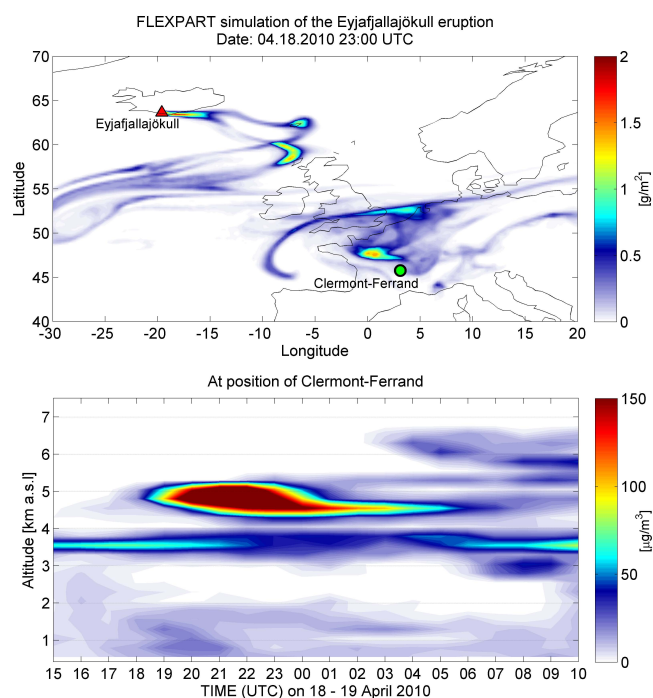 FLEXPART simulation of the Eyjafjallajökull eruption
Date: 04.18.2010 23:00 UTC
70
65
60
55
50
45
40
Latitude
Eyjafjallajökull
Clermont-Ferrand
-30 -25 -20 -15 -10 -5 0 5 10 15 20
Longitude
2
1.5
1
0.5
0
[g/m²]
At position of Clermont-Ferrand
7
6
5
4
3
2
1
Altitude [km a.s.l]
15 16 17 18 19 20 21 22 23 00 01 02 03 04 05 06 07 08 09 10
TIME (UTC) on 18 - 19 April 2010
150
100
50
0
[µg/m³]